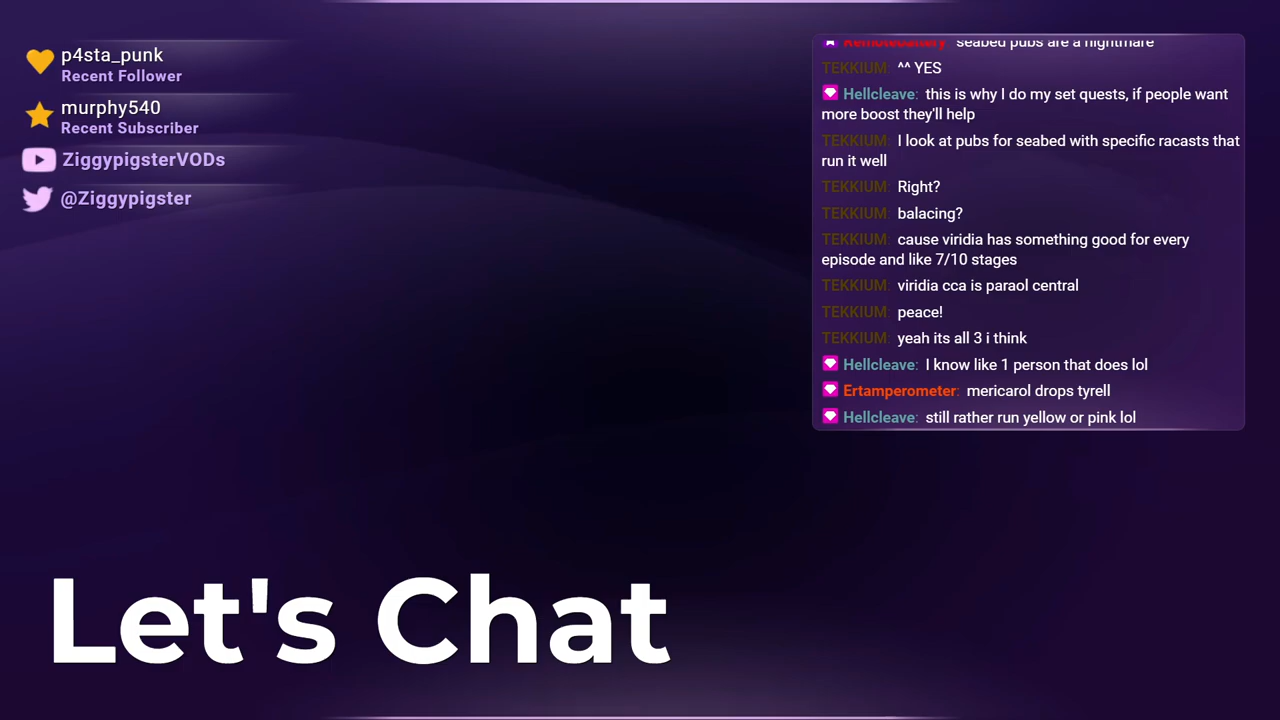 p4sta_punk
Recent Follower
murphy540
Recent Subscriber
ZiggypigsterVODs
@Ziggypigster
RemoteBattery seabed pubs are a nightmare
TEKKIUM: ^^ YES
Hellcleave: this is why I do my set quests, if people want
more boost they'll help
TEKKIUM: I look at pubs for seabed with specific racasts that
run it well
TEKKIUM: Right?
TEKKIUM: balacing?
TEKKIUM: cause viridia has something good for every
episode and like 7/10 stages
TEKKIUM: viridia cca is paraol central
TEKKIUM: peace!
TEKKIUM: yeah its all 3 i think
Hellcleave: I know like 1 person that does lol
Ertamperometer: mericarol drops tyrell
Hellcleave: still rather run yellow or pink lol
Let's Chat